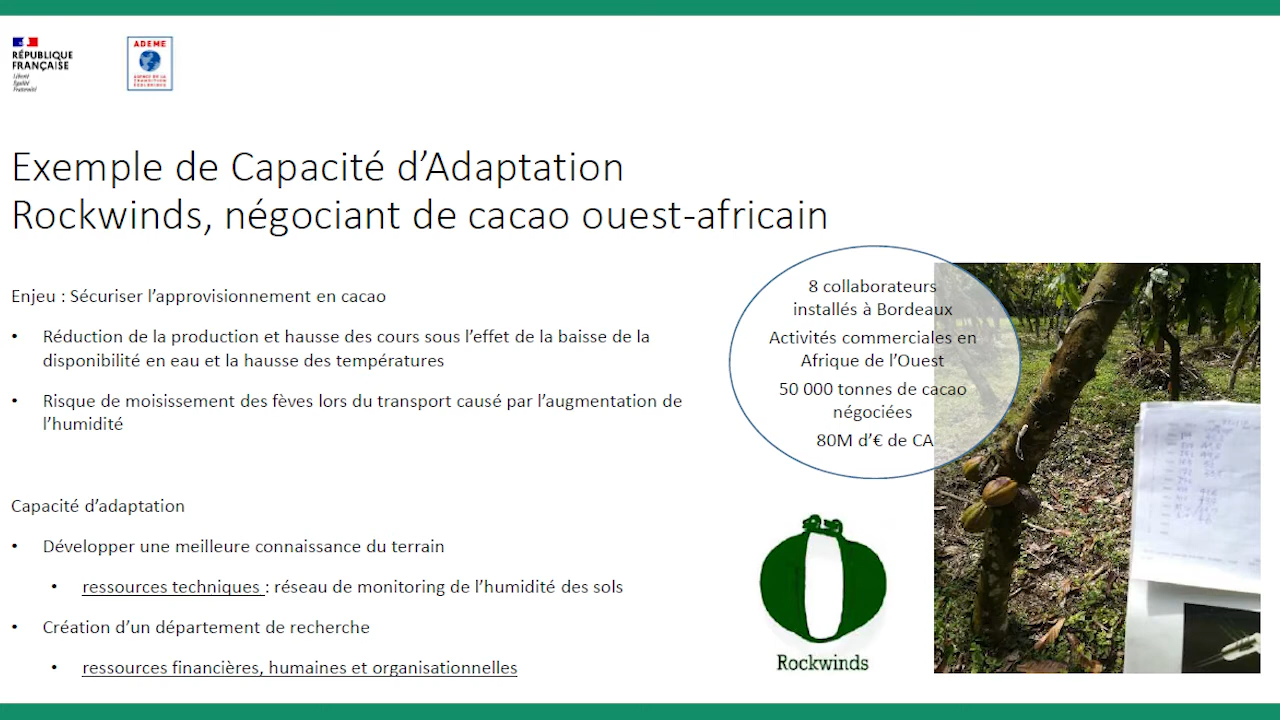 RÉPUBLIQUE
FRANÇAISE
Liberté
Égalité
Fraternité
ADEME
AGENCE DE LA
TRANSITION
ÉCOLOGIQUE
Exemple de Capacité d’Adaptation
Rockwinds, négociant de cacao ouest-africain
Enjeu : Sécuriser l’approvisionnement en cacao
• Réduction de la production et hausse des cours sous l’effet de la baisse de la
disponibilité en eau et la hausse des températures
• Risque de moisissement des fèves lors du transport causé par l’augmentation de
l’humidité
Capacité d’adaptation
• Développer une meilleure connaissance du terrain
• ressources techniques : réseau de monitoring de l’humidité des sols
• Création d’un département de recherche
• ressources financières, humaines et organisationnelles
8 collaborateurs
installés à Bordeaux
Activités commerciales en
Afrique de l’Ouest
50 000 tonnes de cacao
négociées
80M d’€ de CA
Rockwinds